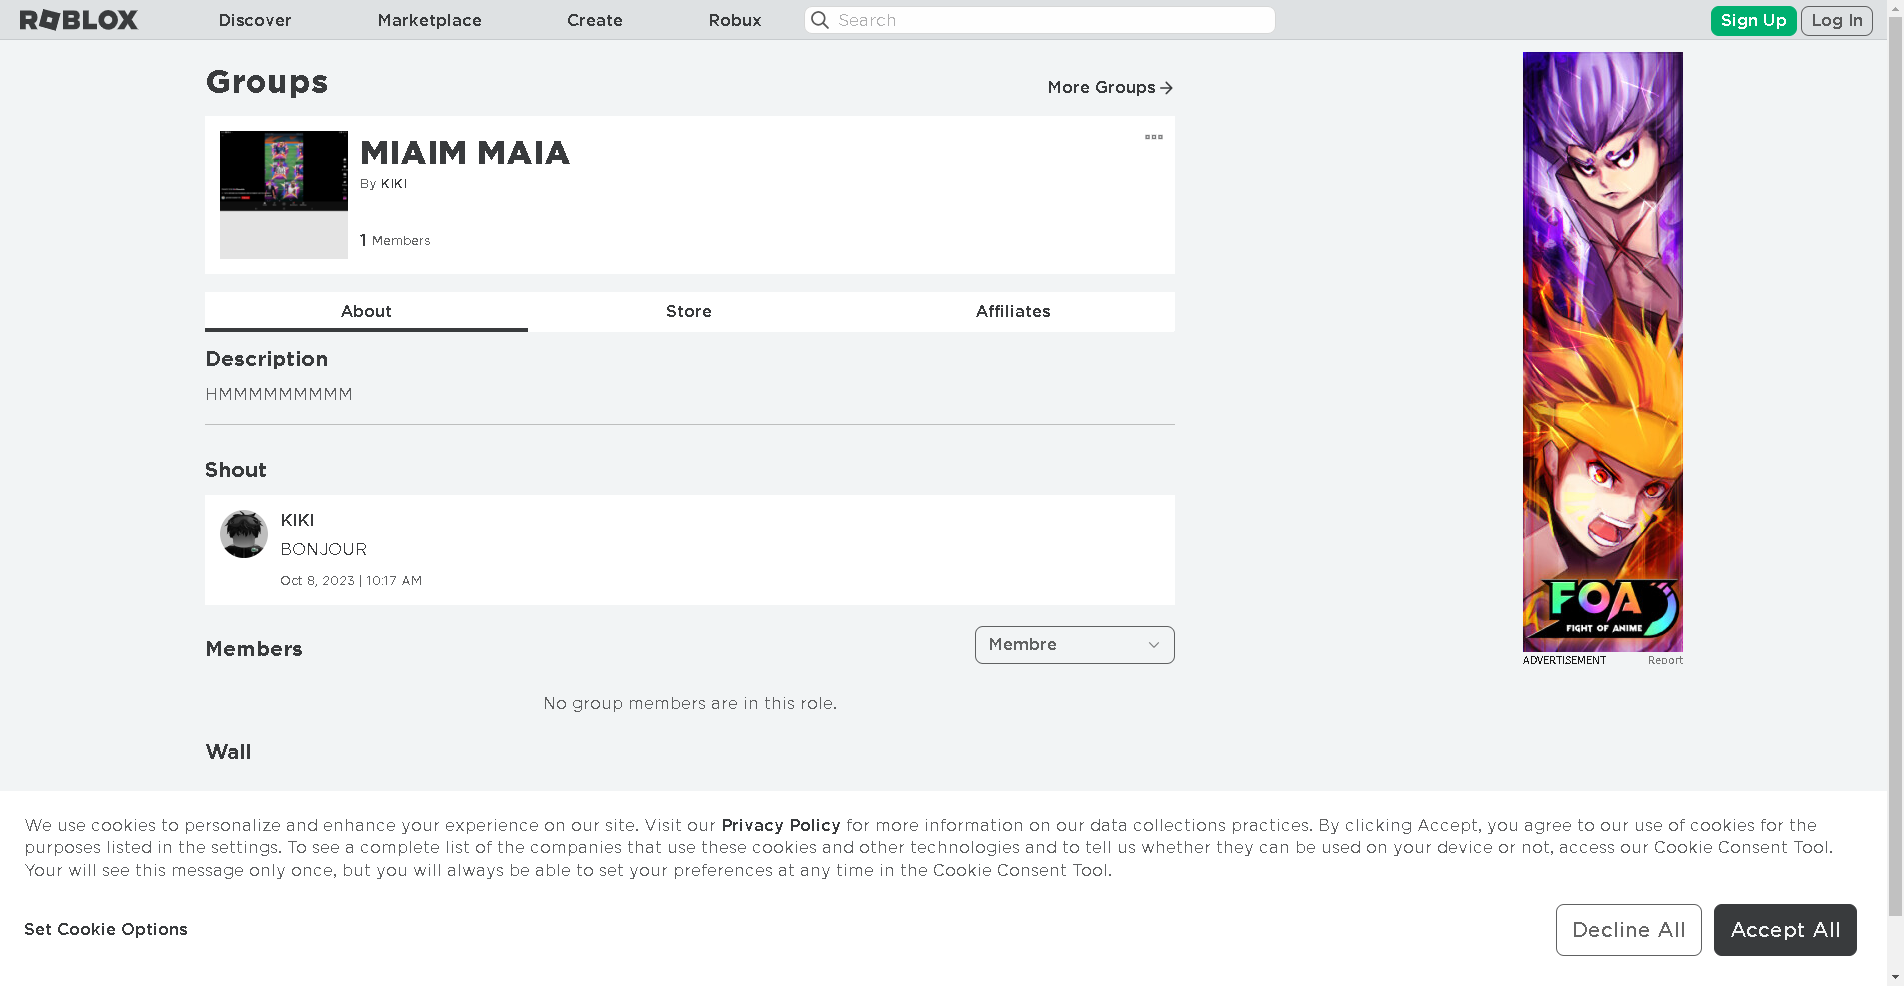 ROBLOX
Discover
Marketplace
Create
Robux
Search
Sign Up
Log In
Groups
More Groups
MIAIM MAIA
By KIKI
1 Members
About
Store
Affiliates
Description
HMMMMMMMMM
Shout
KIKI
BONJOUR
Oct 8, 2023 | 10:17 AM
Members
Membre
No group members are in this role.
Wall
FOA
FIGHT OF ANIME
ADVERTISEMENT
Report
We use cookies to personalize and enhance your experience on our site. Visit our Privacy Policy for more information on our data collections practices. By clicking Accept, you agree to our use of cookies for the
purposes listed in the settings. To see a complete list of the companies that use these cookies and other technologies and to tell us whether they can be used on your device or not, access our Cookie Consent Tool.
Your will see this message only once, but you will always be able to set your preferences at any time in the Cookie Consent Tool.
Set Cookie Options
Decline All
Accept All